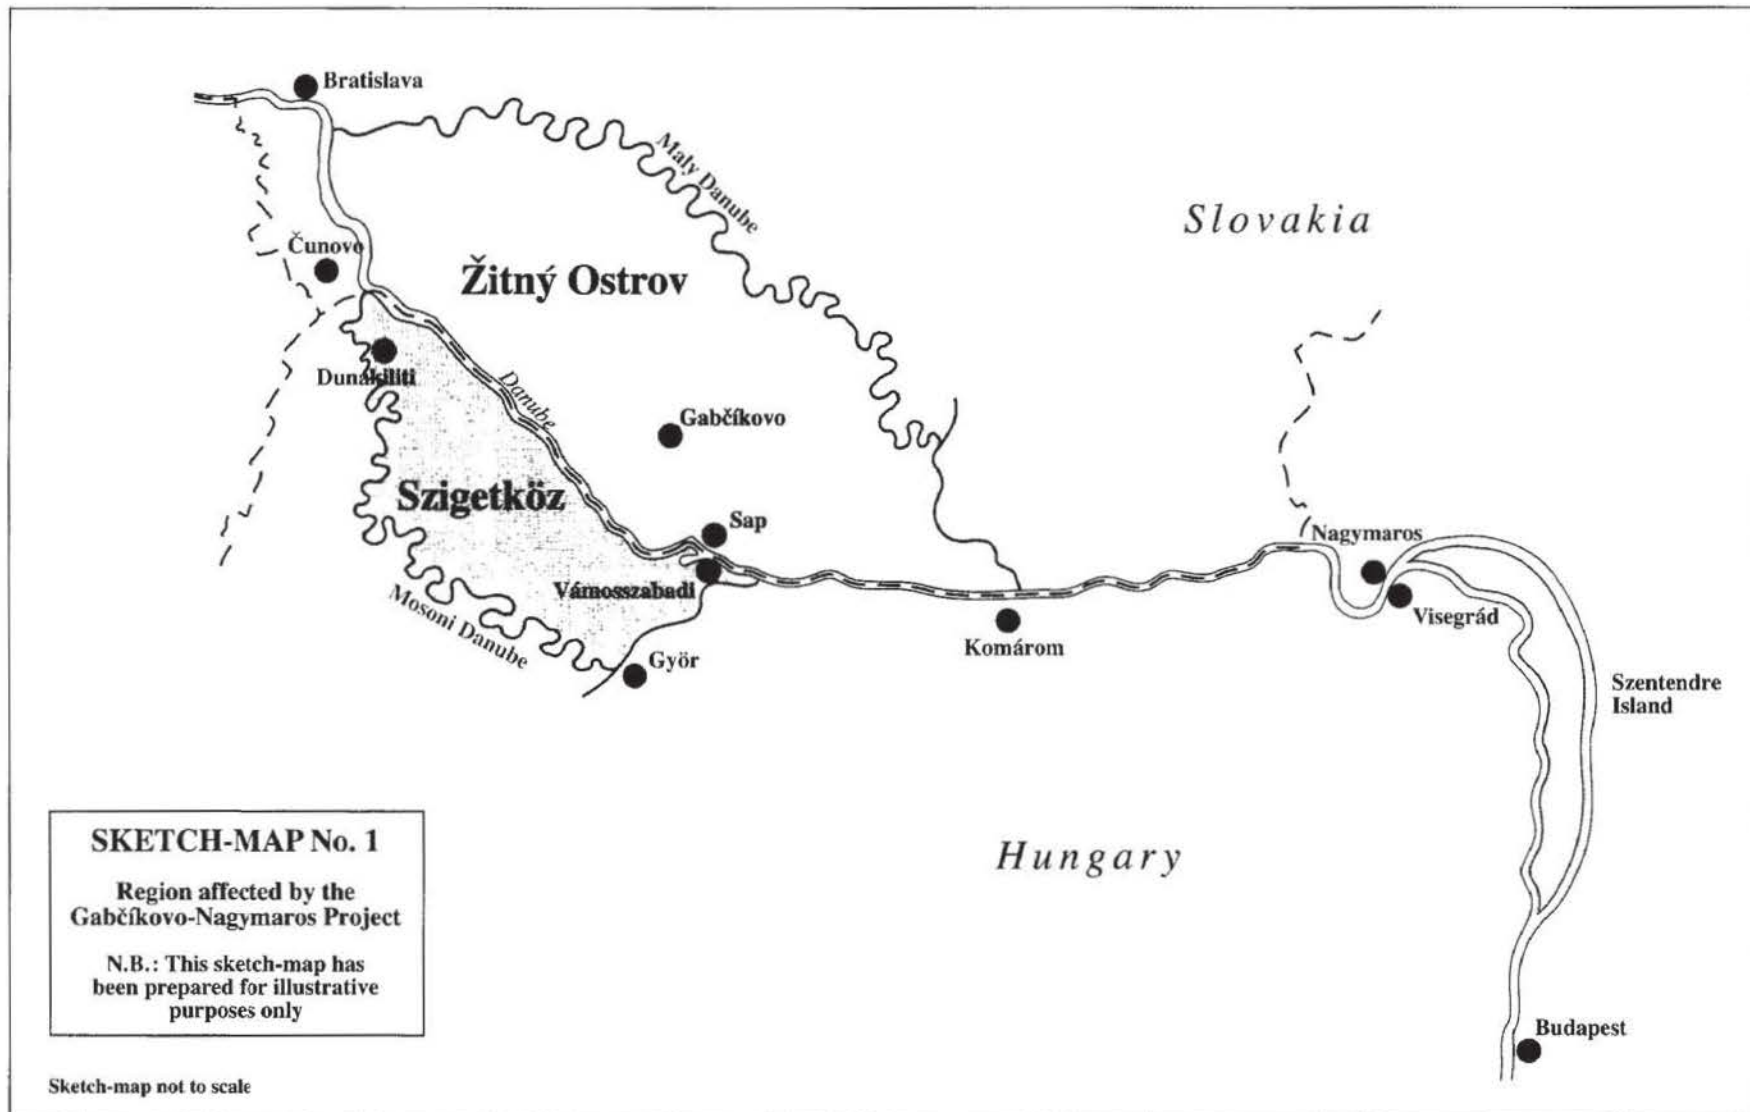 Bratislava
Maly Danube
Slovakia
Čunovo
Žitný Ostrov
Dunakiliti
Danube
Gabčíkovo
Szigetköz
Sap
Nagymaros
Vámosszabadi
Mosoni Danube
Visegrád
Komárom
Györ
Szentendre
Island
Hungary
SKETCH-MAP No. 1
Region affected by the
Gabčíkovo-Nagymaros Project
N.B.: This sketch-map has
been prepared for illustrative
purposes only
Budapest
Sketch-map not to scale